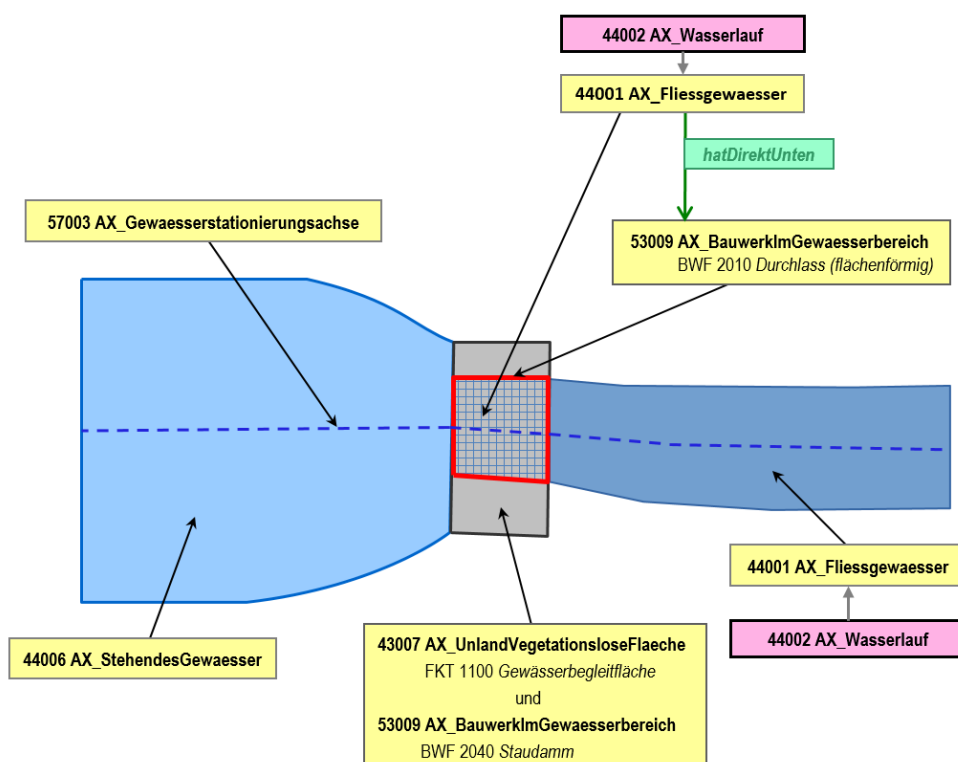 44002 AX_Wasserlauf
44001 AX_Fliessgewaesser
hatDirektUnten
57003 AX_Gewaesserstationierungsachse
53009 AX_BauwerkImGewaesserbereich
BWF 2010 Durchlass (flächenförmig)
44001 AX_Fliessgewaesser
44002 AX_Wasserlauf
44006 AX_StehendesGewaesser
43007 AX_UnlandVegetationsloseFlaeche
FKT 1100 Gewässerbegleitfläche
und
53009 AX_BauwerkImGewaesserbereich
BWF 2040 Staudamm